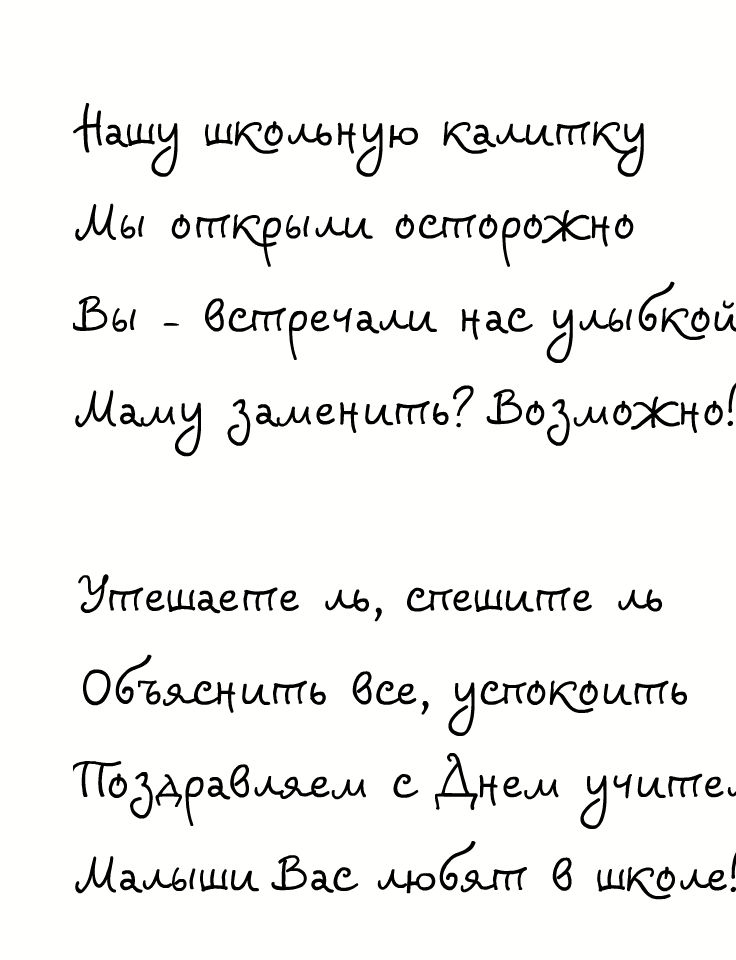 Нашу школьную калитку
Мы открыли осторожно
Вы - встречали нас улыбкой
Маму заменить? Возможно!
Утешаете ль, спешите ль
Объяснить все, успокоить
Поздравляем с Днем
Малыши Вас любят в школе!